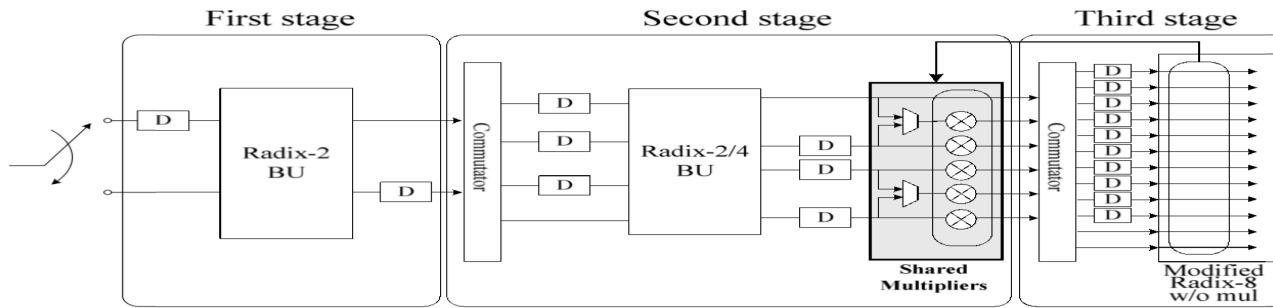 First stage
Second stage
Third stage
D
Radix-2
BU
D
Commutator
D
D
D
Radix-2/4
BU
D
D
D
Shared
Multipliers
Commutator
D
D
D
D
D
D
D
D
D
D
Modified
Radix-8
w/o mul